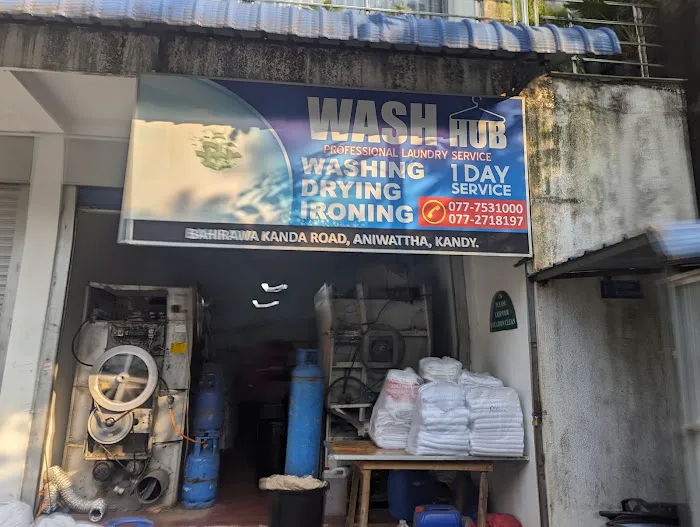 WASH HUB
PROFESSIONAL LAUNDRY SERVICE
WASHING
DRYING
IRONING
1 DAY
SERVICE
077-7531000
077-2718197
BAHIRAWA KANDA ROAD, ANIWATTHA, KANDY.